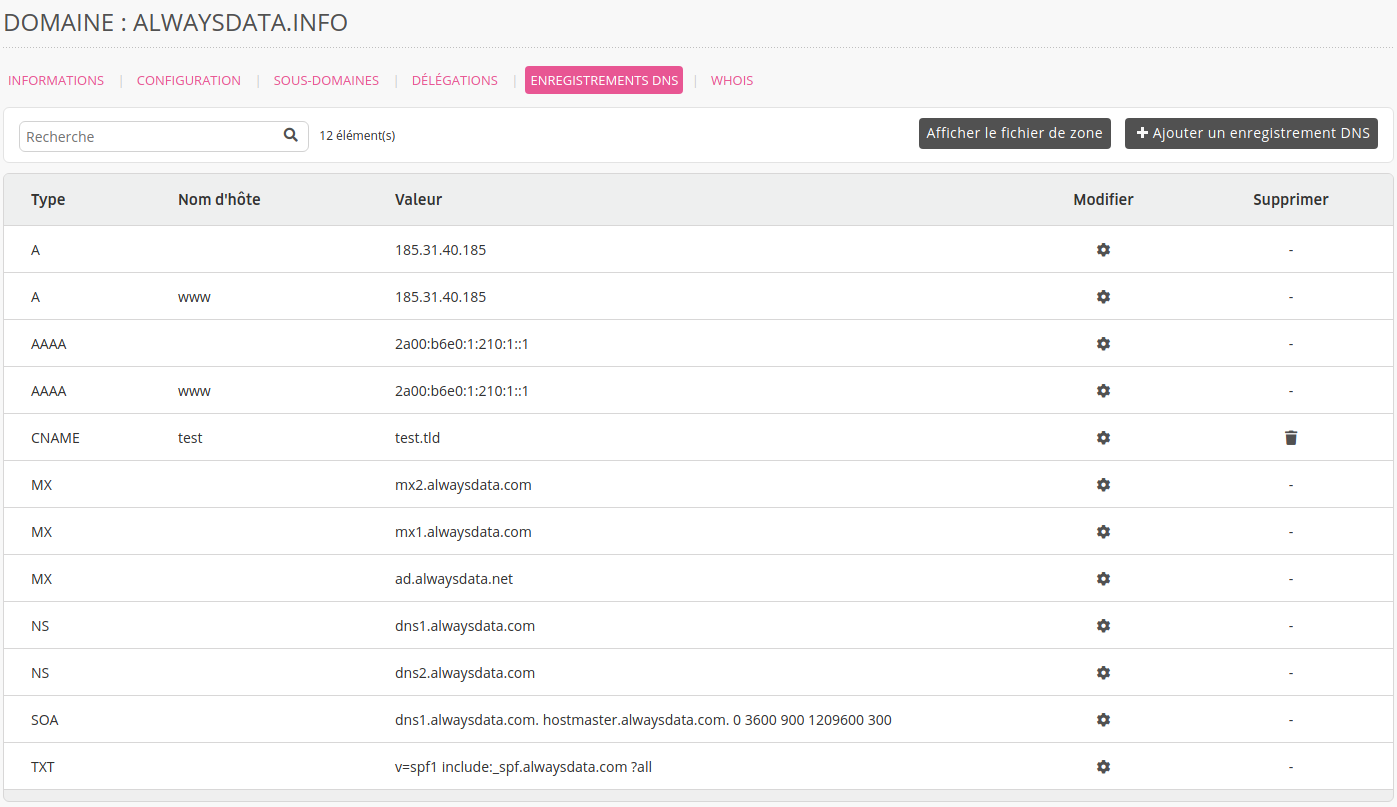 DOMAINE : ALWAYSDATA.INFO
INFORMATIONS | CONFIGURATION | SOUS-DOMAINES | DÉLÉGATIONS | ENREGISTREMENTS DNS | WHOIS
Recherche 12 élément(s) Afficher le fichier de zone + Ajouter un enregistrement DNS
Type Nom d'hôte Valeur Modifier Supprimer
A 185.31.40.185 -
A www 185.31.40.185 -
AAAA 2a00:b6e0:1:210:1::1 -
AAAA www 2a00:b6e0:1:210:1::1 -
CNAME test test.tld
MX mx2.alwaysdata.com -
MX mx1.alwaysdata.com -
MX ad.alwaysdata.net -
NS dns1.alwaysdata.com -
NS dns2.alwaysdata.com -
SOA dns1.alwaysdata.com. hostmaster.alwaysdata.com. 0 3600 900 1209600 300 -
TXT v=spf1 include:_spf.alwaysdata.com ?all -